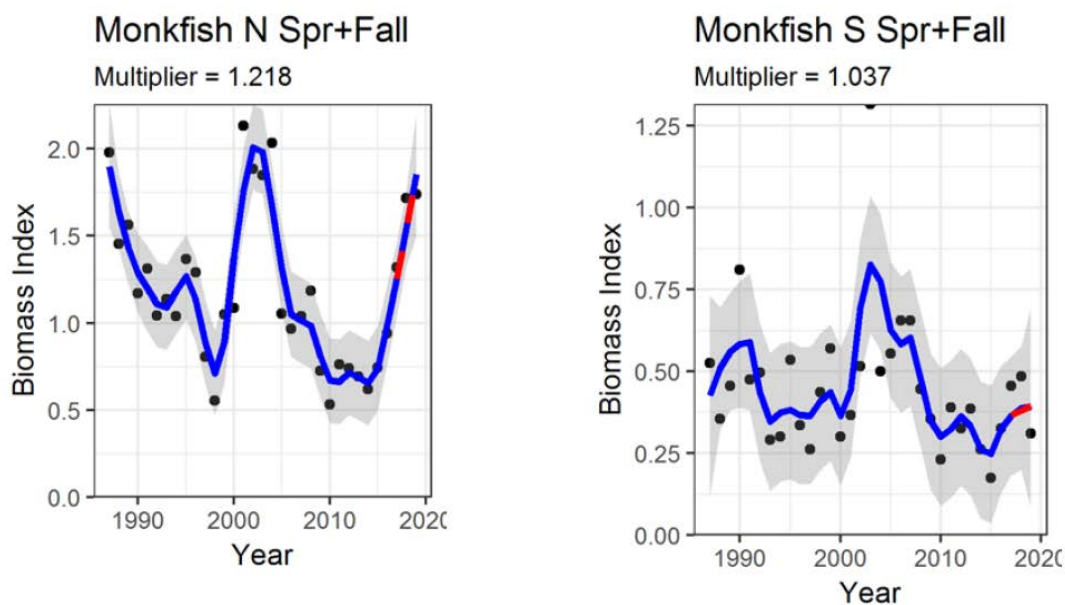 Monkfish N Spr+Fall
Multiplier = 1.218
2.0
1.5
1.0
0.5
0.0
Biomass Index
1990 2000 2010 2020
Year
Monkfish S Spr+Fall
Multiplier = 1.037
1.25
1.00
0.75
0.50
0.25
0.00
Biomass Index
1990 2000 2010 2020
Year